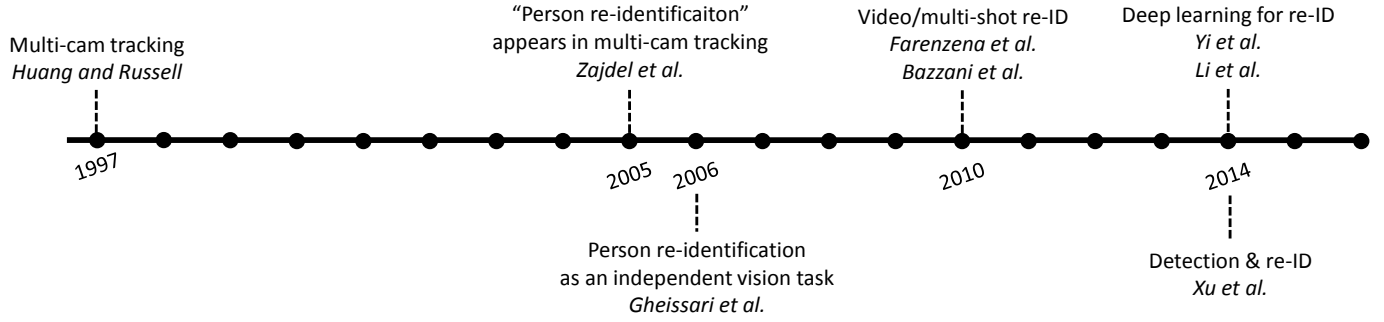 Multi-cam tracking
Huang and Russell
“Person re-identificaiton”
appears in multi-cam tracking
Zajdel et al.
Video/multi-shot re-ID
Farenzena et al.
Bazzani et al.
Deep learning for re-ID
Yi et al.
Li et al.
1997
2005
2006
2010
2014
Person re-identification
as an independent vision task
Gheissari et al.
Detection & re-ID
Xu et al.